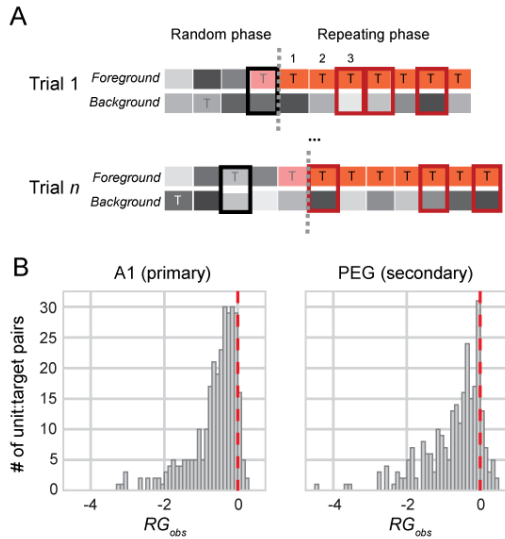 A
Random phase Repeating phase
1 2 3
Trial 1
Foreground T T T T T T T T
Background T
...
Trial n
Foreground T T T T T T T T
Background T
B
A1 (primary) PEG (secondary)
# of unit:target pairs
30
25
20
15
10
5
0
-4 -2 0 -4 -2 0
RGobs RGobs